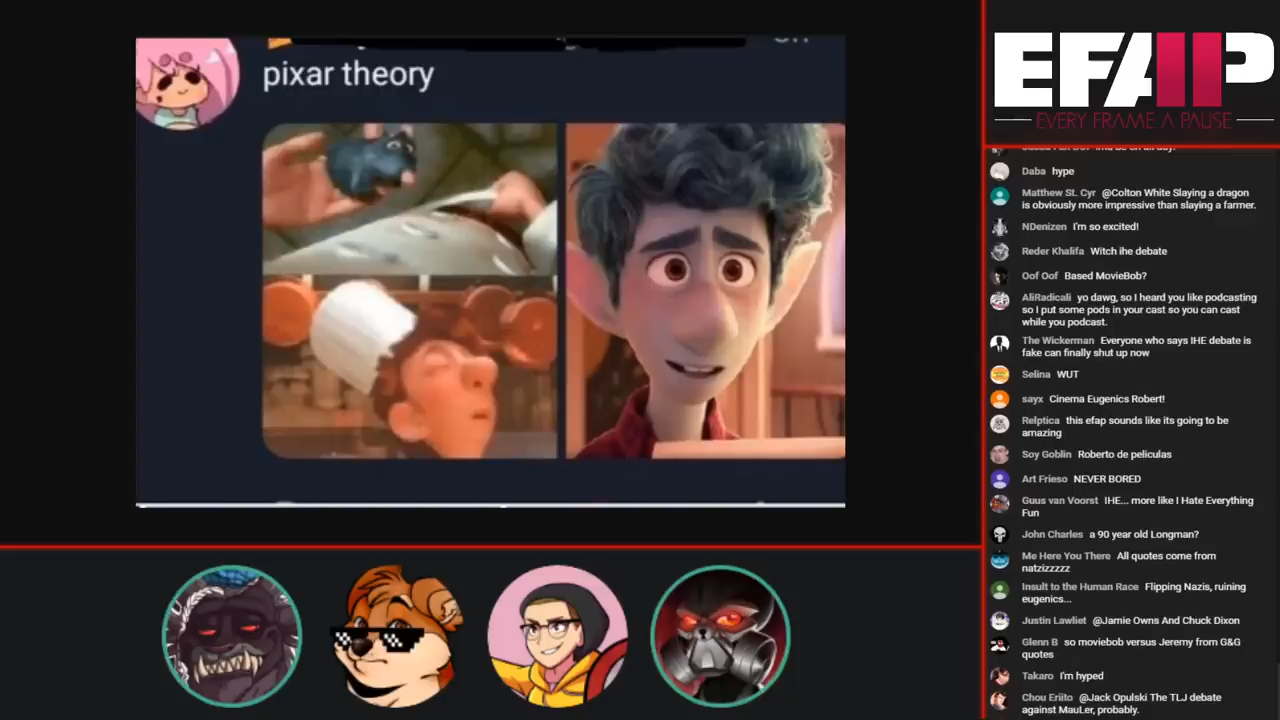 pixar theory
EFAP
EVERY FRAME A PAUSE
Daba hype
Matthew St. Cyr @Colton White Slaying a dragon
is obviously more impressive than slaying a farmer.
NDenizen I'm so excited!
Reder Khalifa Witch ihe debate
Oof Oof Based MovieBob?
AliRadicali yo dawg, so I heard you like podcasting
so I put some pods in your cast so you can cast
while you podcast.
The Wickerman Everyone who says IHE debate is
fake can finally shut up now
Selina WUT
sayx Cinema Eugenics Robert!
Relptica this efap sounds like its going to be
amazing
Soy Goblin Roberto de peliculas
Art Frieso NEVER BORED
Guus van Voorst IHE... more like I Hate Everything
Fun
John Charles a 90 year old Longman?
Me Here You There All quotes come from
natzizzzzz
Insult to the Human Race Flipping Nazis, ruining
eugenics...
Justin Lawliet @Jamie Owns And Chuck Dixon
Glenn B so moviebob versus Jeremy from G&G
quotes
Takaro I'm hyped
Chou Eriito @Jack Opulski The TLJ debate
against MauLer, probably.